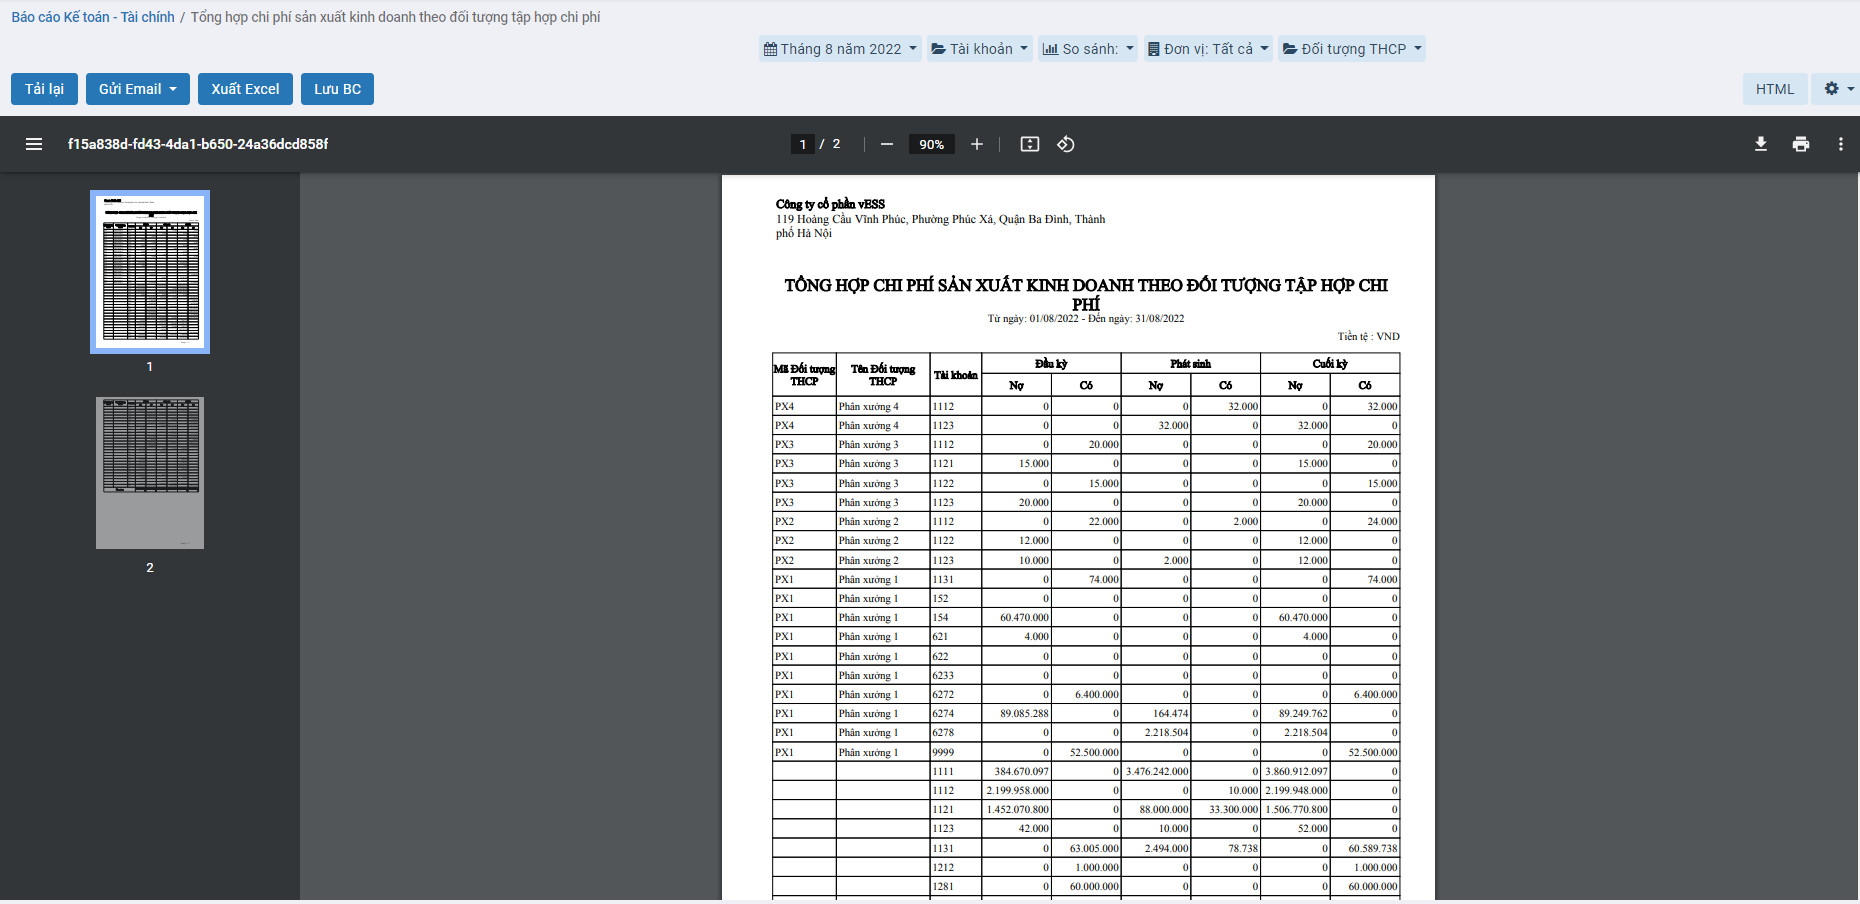 Báo cáo Kế toán - Tài chính / Tổng hợp chi phí sản xuất kinh doanh theo đối tượng tập hợp chi phí
Tháng 8 năm 2022 Tài khoản So sánh: Đơn vị: Tất cả Đối tượng THCP
Tải lại Gửi Email Xuất Excel Lưu BC HTML
f15a838d-fd43-4da1-b650-24a36dcd858f 1 / 2 90%
1
2
Công ty cổ phần vESS
119 Hoàng Cầu Vĩnh Phúc, Phường Phúc Xá, Quận Ba Đình, Thành
phố Hà Nội
TỔNG HỢP CHI PHÍ SẢN XUẤT KINH DOANH THEO ĐỐI TƯỢNG TẬP HỢP CHI
PHÍ
Từ ngày: 01/08/2022 - Đến ngày: 31/08/2022
Tiền tệ : VND
Mã Đối tượng THCP Tên Đối tượng THCP Tài khoản Đầu kỳ Phát sinh Cuối kỳ
Nợ Có Nợ Có Nợ Có
PX4 Phân xưởng 4 1112 0 0 0 32.000 0 32.000
PX4 Phân xưởng 4 1123 0 0 32.000 0 32.000 0
PX3 Phân xưởng 3 1112 0 20.000 0 0 0 20.000
PX3 Phân xưởng 3 1121 15.000 0 0 0 15.000 0
PX3 Phân xưởng 3 1122 0 15.000 0 0 0 15.000
PX3 Phân xưởng 3 1123 20.000 0 0 0 20.000 0
PX2 Phân xưởng 2 1112 0 22.000 0 2.000 0 24.000
PX2 Phân xưởng 2 1122 12.000 0 0 0 12.000 0
PX2 Phân xưởng 2 1123 10.000 0 2.000 0 12.000 0
PX1 Phân xưởng 1 1131 0 74.000 0 0 0 74.000
PX1 Phân xưởng 1 152 0 0 0 0 0 0
PX1 Phân xưởng 1 154 60.470.000 0 0 0 60.470.000 0
PX1 Phân xưởng 1 621 4.000 0 0 0 4.000 0
PX1 Phân xưởng 1 622 0 0 0 0 0 0
PX1 Phân xưởng 1 6233 0 0 0 0 0 0
PX1 Phân xưởng 1 6272 0 6.400.000 0 0 0 6.400.000
PX1 Phân xưởng 1 6274 89.085.288 0 164.474 0 89.249.762 0
PX1 Phân xưởng 1 6278 0 0 2.218.504 0 2.218.504 0
PX1 Phân xưởng 1 9999 0 52.500.000 0 0 0 52.500.000
1111 384.670.097 0 3.476.242.000 0 3.860.912.097 0
1112 2.199.958.000 0 0 10.000 2.199.948.000 0
1121 1.452.070.800 0 88.000.000 33.300.000 1.506.770.800 0
1123 42.000 0 10.000 0 52.000 0
1131 0 63.005.000 2.494.000 78.738 0 60.589.738
1212 0 1.000.000 0 0 0 1.000.000
1281 0 60.000.000 0 0 0 60.000.000